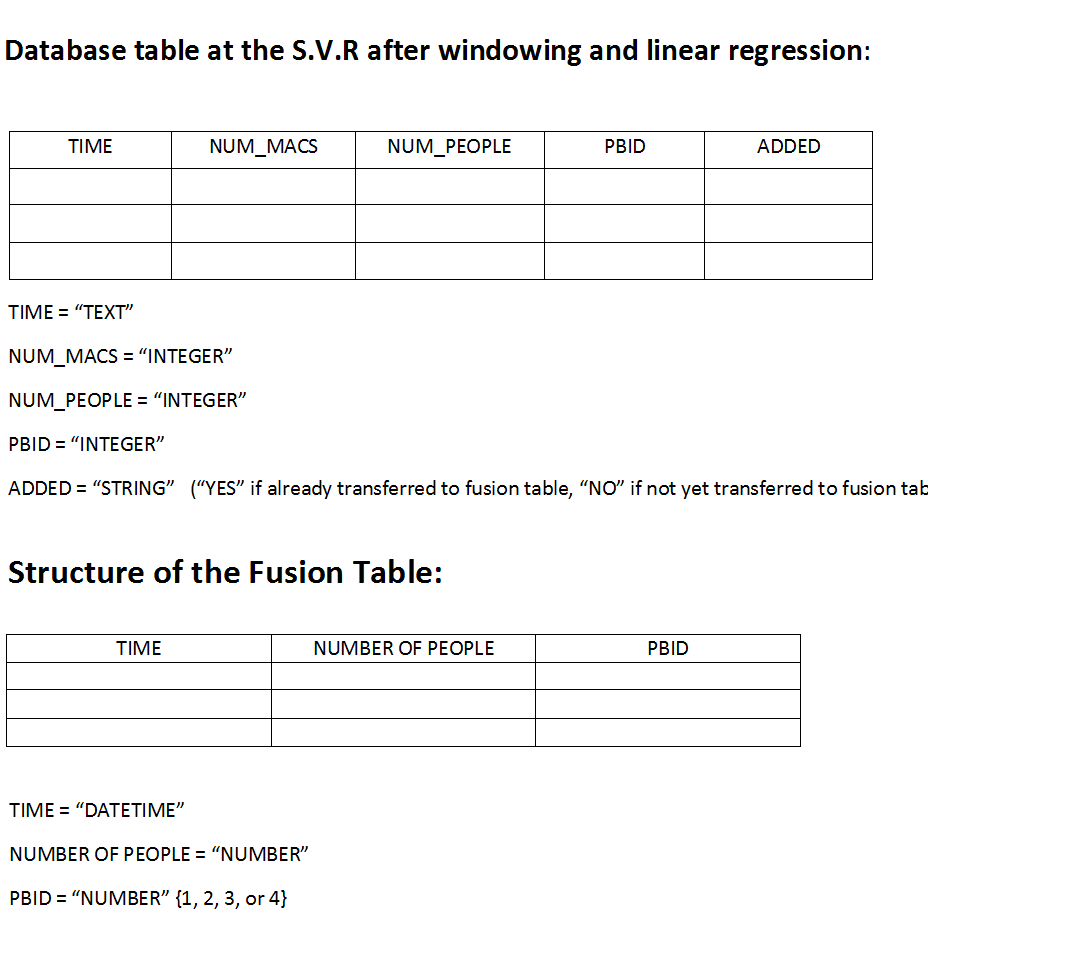 Database table at the S.V.R after windowing and linear regression:
TIME NUM_MACS NUM_PEOPLE PBID ADDED
TIME = “TEXT”
NUM_MACS = “INTEGER”
NUM_PEOPLE = “INTEGER”
PBID = “INTEGER”
ADDED = “STRING” (“YES” if already transferred to fusion table, “NO” if not yet transferred to fusion tab
Structure of the Fusion Table:
TIME NUMBER OF PEOPLE PBID
TIME = “DATETIME”
NUMBER OF PEOPLE = “NUMBER”
PBID = “NUMBER” {1, 2, 3, or 4}